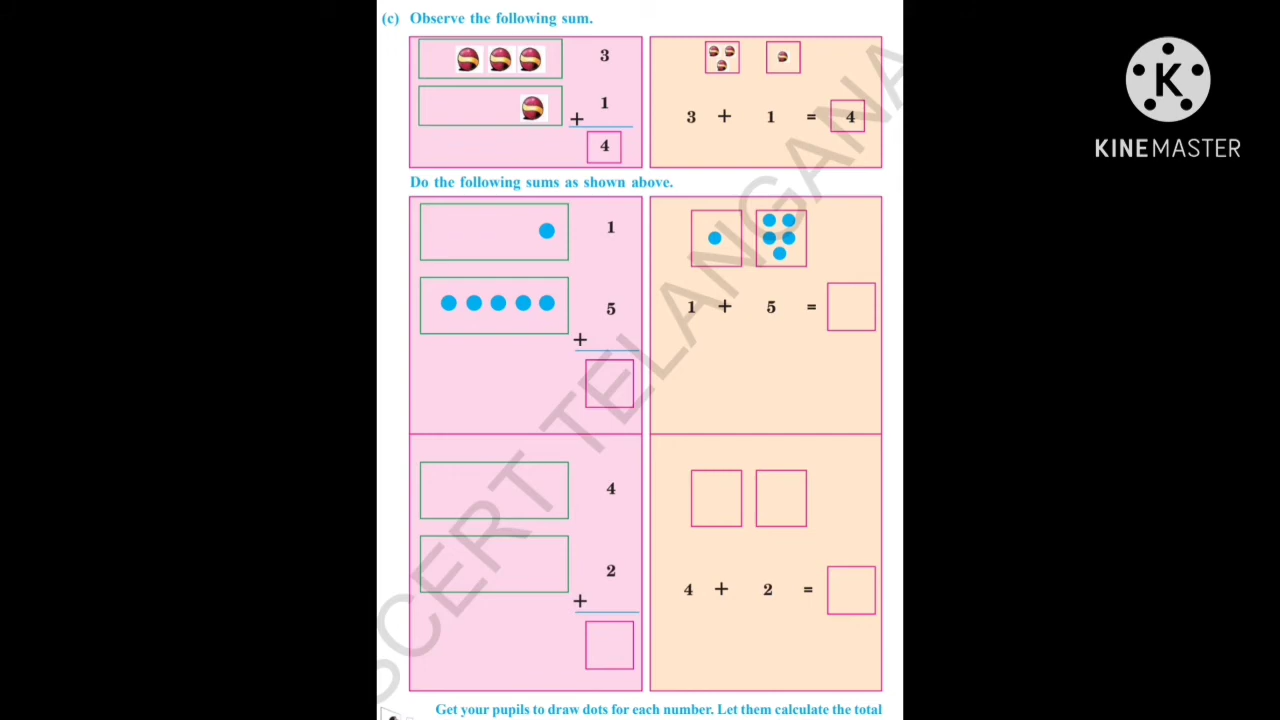 (c) Observe the following sum.
3
+ 1
4
3 + 1 = 4
Do the following sums as shown above.
1
+ 5
1 + 5 =
4
+ 2
4 + 2 =
Get your pupils to draw dots for each number. Let them calculate the total
SCERT TELANGANA
K
KINEMASTER